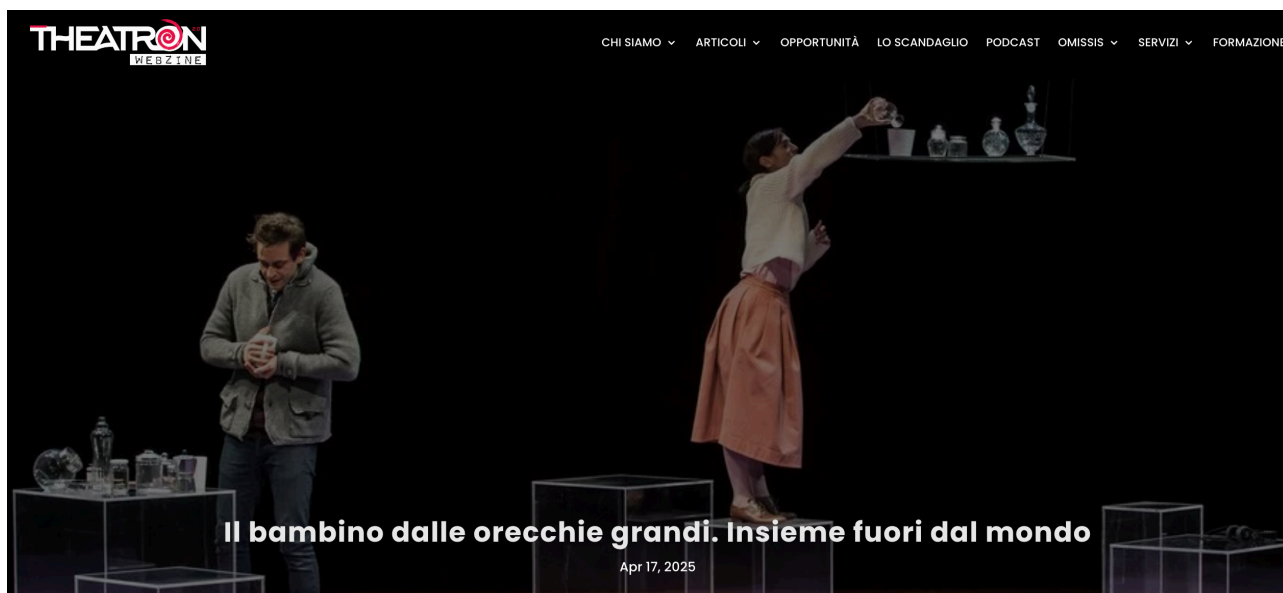 THEATRON
WEBZINE
CHI SIAMO ARTICOLI OPPORTUNITÀ LO SCANDAGLIO PODCAST OMISSIS SERVIZI FORMAZIONE
Il bambino dalle orecchie grandi. Insieme fuori dal mondo
Apr 17, 2025